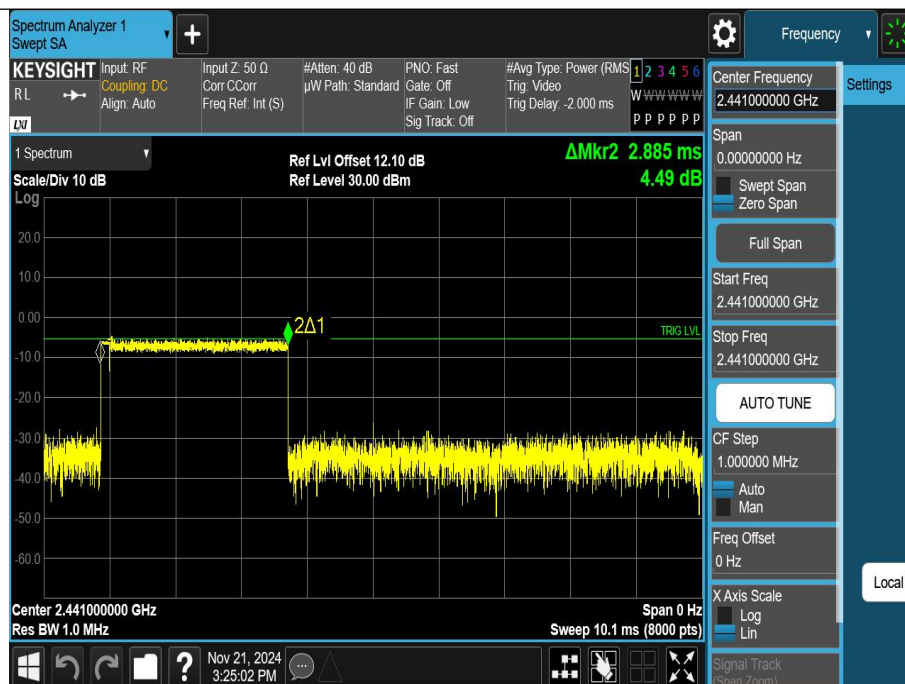 Spectrum Analyzer 1
Swept SA
Frequency
KEYSIGHT
RL
LXI
Input: RF
Coupling: DC
Align: Auto
Input Z: 50 Ω
Corr CCorr
Freq Ref: Int (S)
#Atten: 40 dB
µW Path: Standard
PNO: Fast
Gate: Off
IF Gain: Low
Sig Track: Off
#Avg Type: Power (RMS
Trig: Video
Trig Delay: -2.000 ms
1 2 3 4 5 6
W W W W W W
P P P P P P
1 Spectrum
Scale/Div 10 dB
Log
Ref Lvl Offset 12.10 dB
Ref Level 30.00 dBm
ΔMkr2 2.885 ms
4.49 dB
20.0
10.0
0.00
-10.0
-20.0
-30.0
-40.0
-50.0
-60.0
2Δ1
TRIG LVL
Center 2.441000000 GHz
Res BW 1.0 MHz
Span 0 Hz
Sweep 10.1 ms (8000 pts)
Nov 21, 2024
3:25:02 PM
Center Frequency
2.441000000 GHz
Span
0.00000000 Hz
Swept Span
Zero Span
Full Span
Start Freq
2.441000000 GHz
Stop Freq
2.441000000 GHz
AUTO TUNE
CF Step
1.000000 MHz
Auto
Man
Freq Offset
0 Hz
X Axis Scale
Log
Lin
Signal Track
(Span Zoom)
Settings
Local